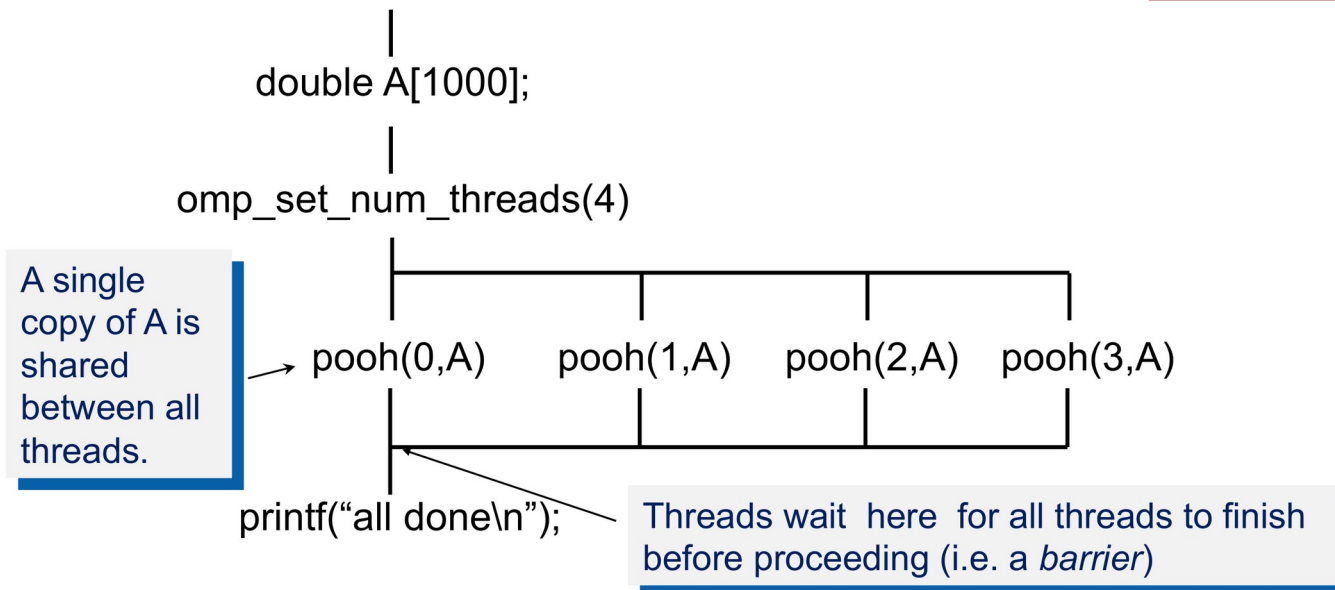 double A[1000];
omp_set_num_threads(4)
A single
copy of A is
shared
between all
threads.
pooh(0,A) pooh(1,A) pooh(2,A) pooh(3,A)
printf(“all done\n”);
Threads wait  here  for all threads to finish
before proceeding (i.e. a barrier)